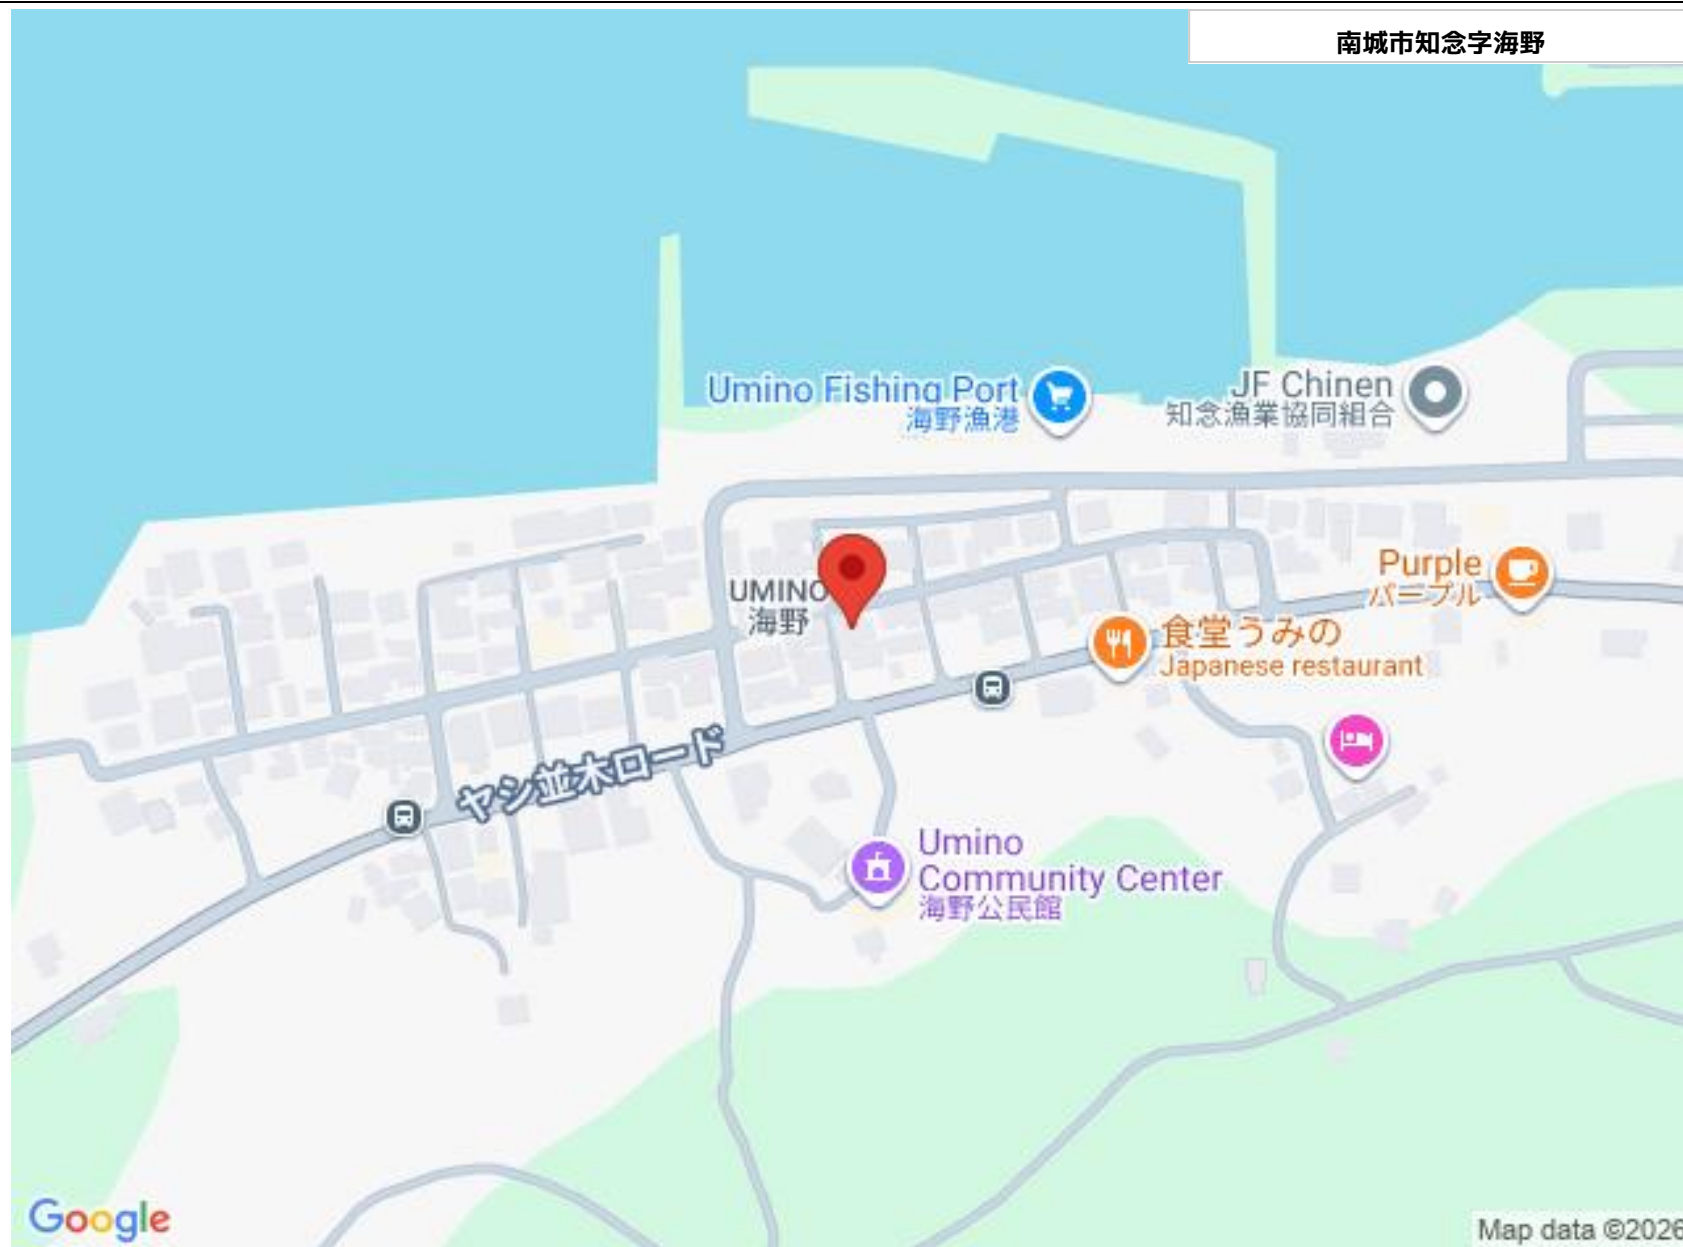 南城市知念字海野
Umino Fishing Port
海野漁港
JF Chinen
知念漁業協同組合
Purple
パープル
UMINO
海野
食堂うみの
Japanese restaurant
ヤシ並木ロード
Umino
Community Center
海野公民館
Google
Map data ©2026